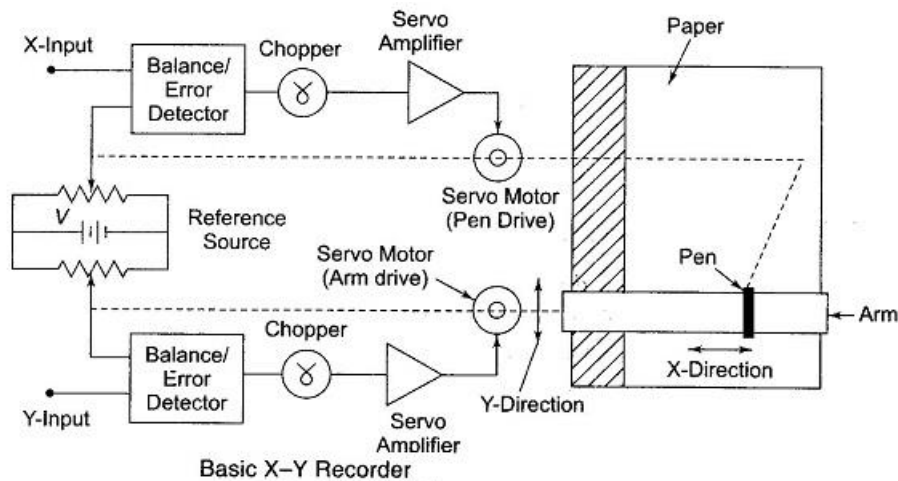 X-Input
Balance/
Error
Detector
Chopper
Servo
Amplifier
Paper
Servo Motor
(Pen Drive)
V
Reference
Source
Servo Motor
(Arm drive)
Pen
Arm
X-Direction
Y-Direction
Chopper
Balance/
Error
Detector
Y-Input
Servo
Amplifier
Basic X–Y Recorder